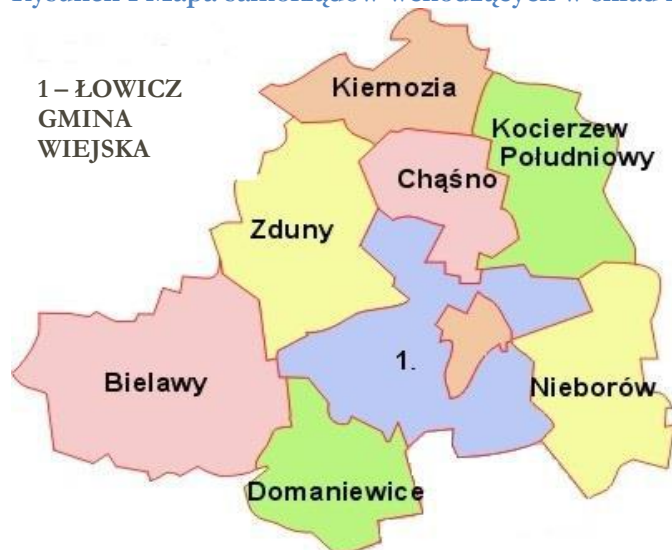 1 – ŁOWICZ
GMINA
WIEJSKA
Kiernozia
Kocierzew
Południowy
Chąśno
Zduny
1.
Bielawy
Nieborów
Domaniewice